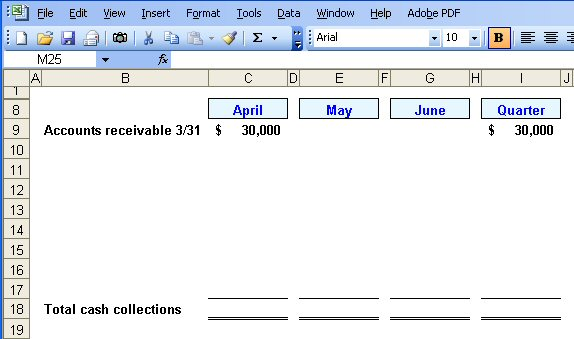 File Edit View Insert Format Tools Data Window Help Adobe PDF
Σ Arial 10 B
M25 fx
A B C D E F G H I J
1
8 April May June Quarter
9 Accounts receivable 3/31 $ 30,000 $ 30,000
10
11
12
13
14
15
16
17
18 Total cash collections
19